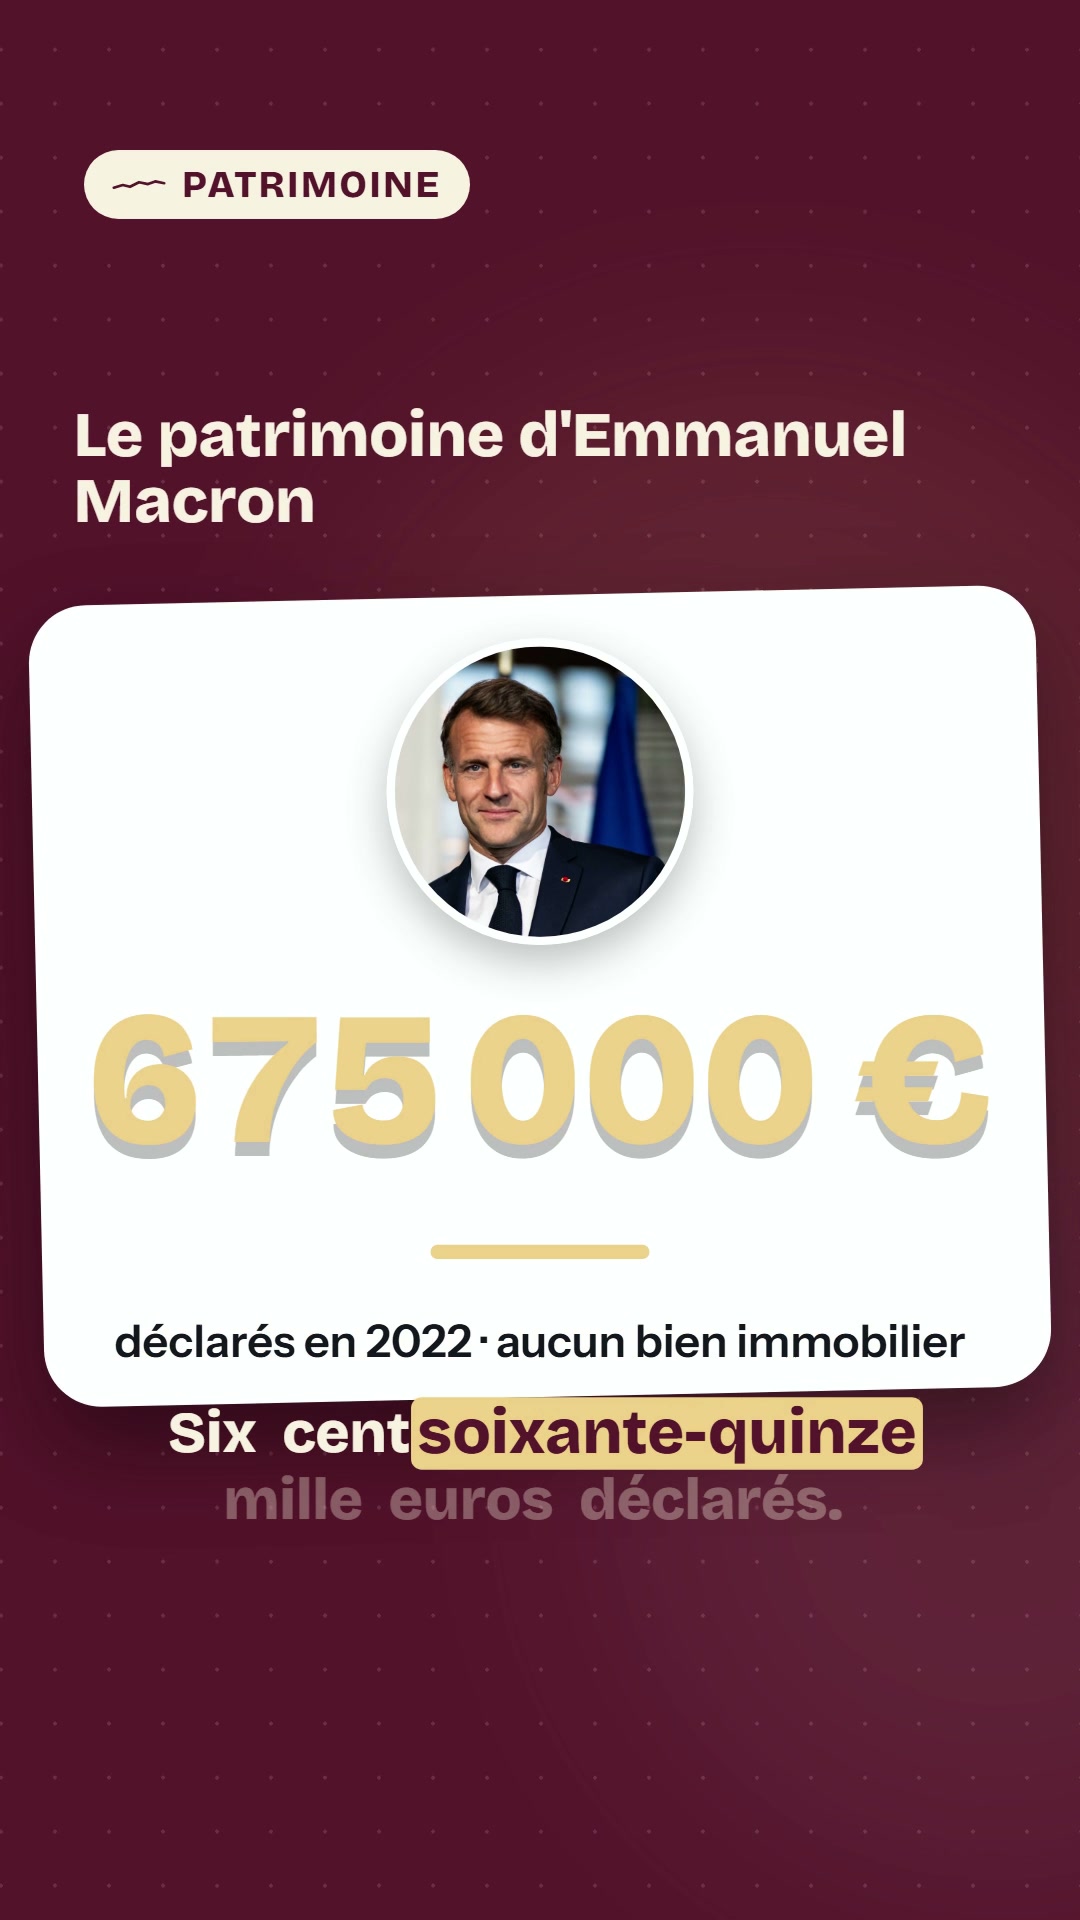 PATRIMOINE
Le patrimoine d'Emmanuel
Macron
675 000 €
déclarés en 2022 · aucun bien immobilier
Six cent soixante-quinze
mille euros déclarés.